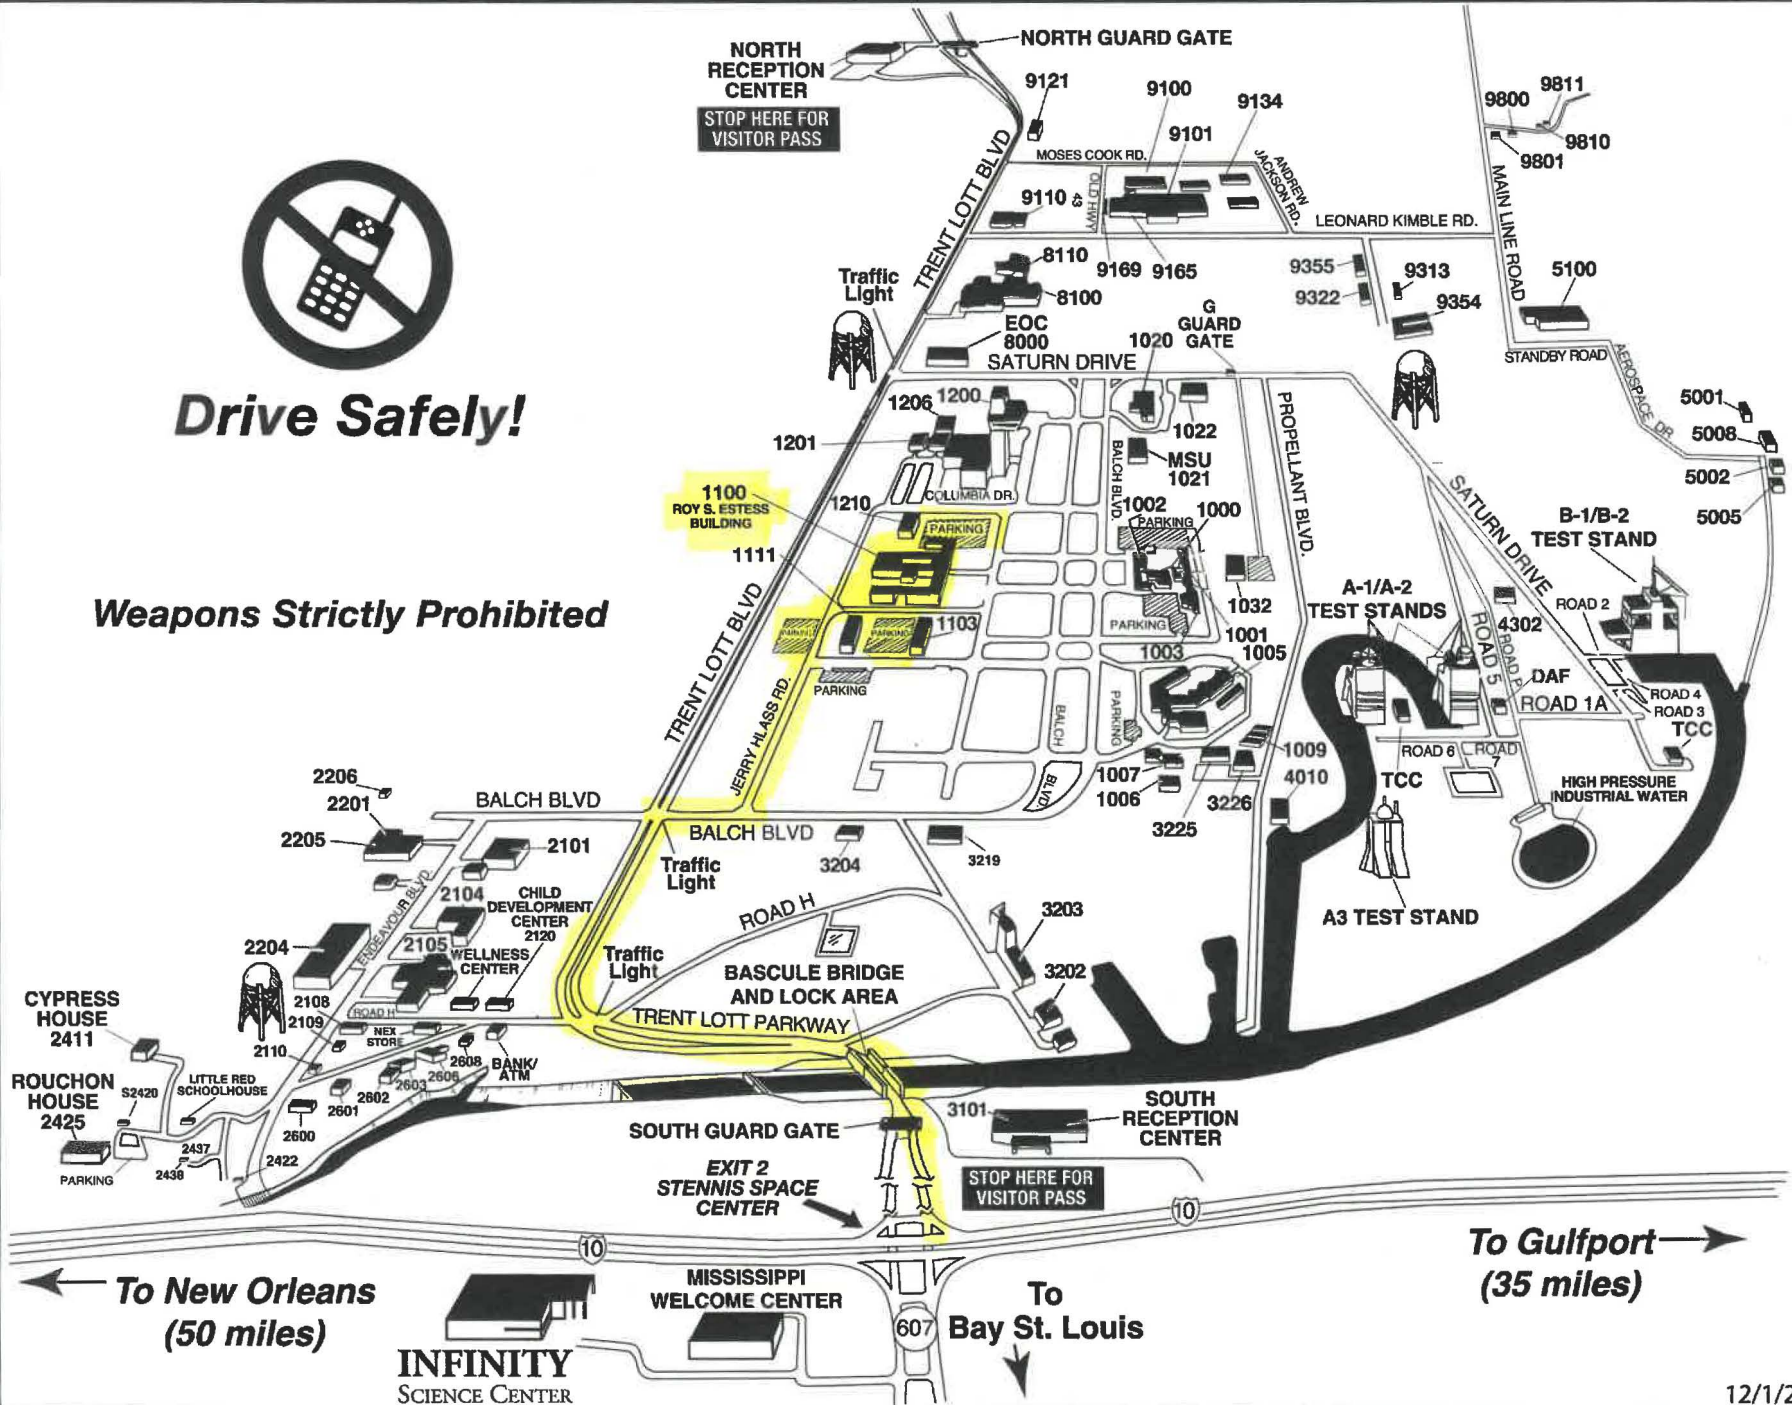 NORTH GUARD GATE
NORTH
RECEPTION
CENTER
STOP HERE FOR
VISITOR PASS
9121
9100
9134
9101
9811
9800
9810
9801
MOSES COOK RD.
TRENT LOTT BLVD
OLD HWY
43
ANDREW
JACKSON RD.
LEONARD KIMBLE RD.
MAIN LINE ROAD
9110
9169
9165
8110
8100
9355
9322
9313
9354
5100
Traffic
Light
EOC
8000
1020
G
GUARD
GATE
SATURN DRIVE
STANDBY ROAD
AEROSPACE DR
Drive Safely!
1206
1200
1201
1022
MSU
1021
BALCH BLVD.
PROPELLANT BLVD.
5001
5008
5002
5005
COLUMBIA DR.
1100
ROY S. ESTESS
BUILDING
1210
PARKING
1002
1000
PARKING
SATURN DRIVE
B-1/B-2
TEST STAND
1111
1032
A-1/A-2
TEST STANDS
Weapons Strictly Prohibited
TRENT LOTT BLVD
PARKING
PARKING
1103
PARKING
1001
1003
1005
ROAD 5
ROAD P
4302
ROAD 2
PARKING
JERRY HLASS RD.
BALCH
BLVD.
PARKING
DAF
ROAD 1A
ROAD 4
ROAD 3
TCC
1009
1007
1006
4010
3226
3225
ROAD 6
ROAD
7
TCC
HIGH PRESSURE
INDUSTRIAL WATER
2206
2201
2205
BALCH BLVD
BALCH BLVD
2101
Traffic
Light
3204
3219
A3 TEST STAND
ENDEAVOUR BLVD
2104
CHILD
DEVELOPMENT
CENTER
2120
2204
2105
WELLNESS
CENTER
ROAD H
3203
Traffic
Light
BASCULE BRIDGE
AND LOCK AREA
3202
CYPRESS
HOUSE
2411
2108
2109
ROAD H
NEX
STORE
TRENT LOTT PARKWAY
2110
2608
2606
2603
2602
2601
2600
BANK/
ATM
ROUCHON
HOUSE
2425
S2420
LITTLE RED
SCHOOLHOUSE
2437
2438
2422
PARKING
SOUTH GUARD GATE
3101
SOUTH
RECEPTION
CENTER
EXIT 2
STENNIS SPACE
CENTER
STOP HERE FOR
VISITOR PASS
10
10
To New Orleans
(50 miles)
To Gulfport
(35 miles)
INFINITY
SCIENCE CENTER
MISSISSIPPI
WELCOME CENTER
607
To
Bay St. Louis
12/1/2